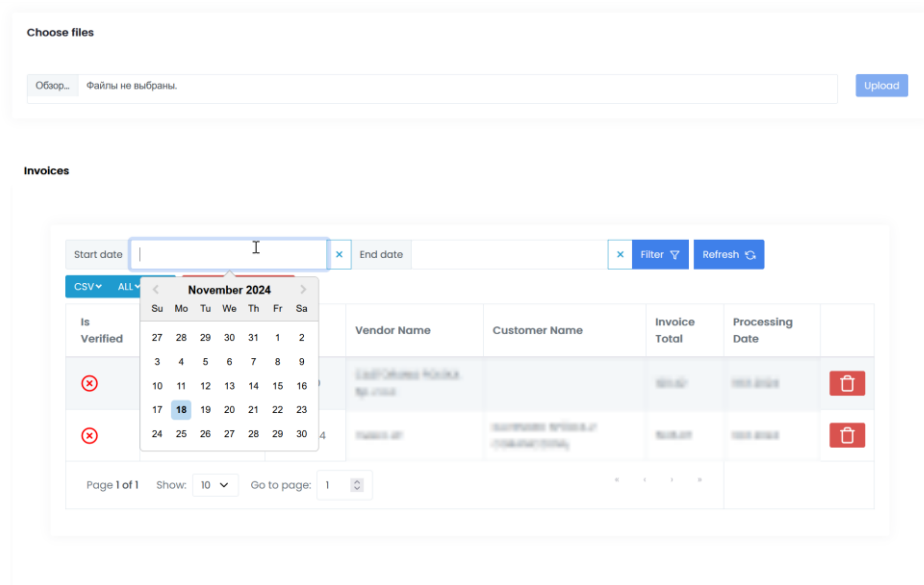 Choose files
Обзор... Файлы не выбраны.
Upload
Invoices
Start date
×
End date
×
Filter
Refresh
CSV
ALL
November 2024
Su Mo Tu We Th Fr Sa
27 28 29 30 31 1 2
3 4 5 6 7 8 9
10 11 12 13 14 15 16
17 18 19 20 21 22 23
24 25 26 27 28 29 30
Is
Verified
Vendor Name
Customer Name
Invoice
Total
Processing
Date
4
Page 1 of 1
Show: 10
Go to page: 1